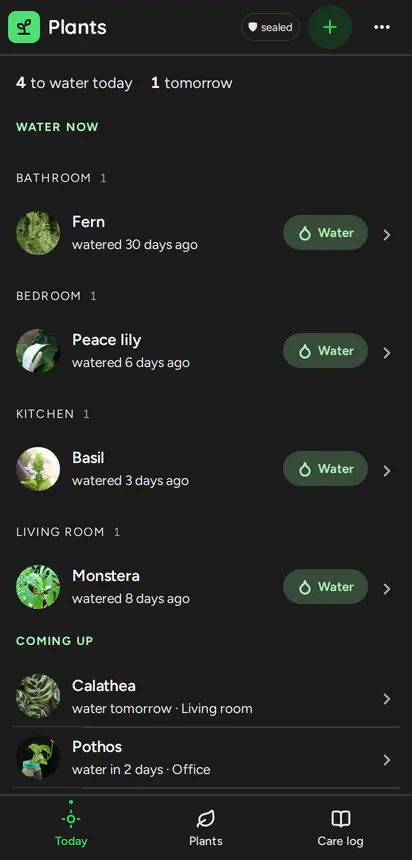 Plants
sealed
4 to water today 1 tomorrow
WATER NOW
BATHROOM 1
Fern
watered 30 days ago
Water
BEDROOM 1
Peace lily
watered 6 days ago
Water
KITCHEN 1
Basil
watered 3 days ago
Water
LIVING ROOM 1
Monstera
watered 8 days ago
Water
COMING UP
Calathea
water tomorrow · Living room
Pothos
water in 2 days · Office
Today
Plants
Care log